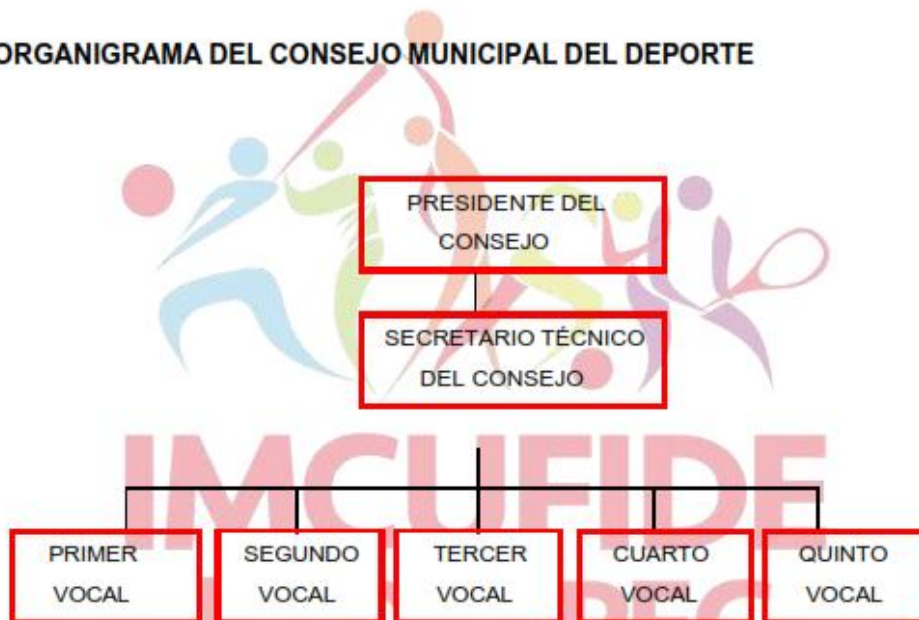 ORGANIGRAMA DEL CONSEJO MUNICIPAL DEL DEPORTE
PRESIDENTE DEL
CONSEJO
SECRETARIO TÉCNICO
DEL CONSEJO
IMCUFIDE
PRIMER
VOCAL
SEGUNDO
VOCAL
TERCER
VOCAL
CUARTO
VOCAL
QUINTO
VOCAL